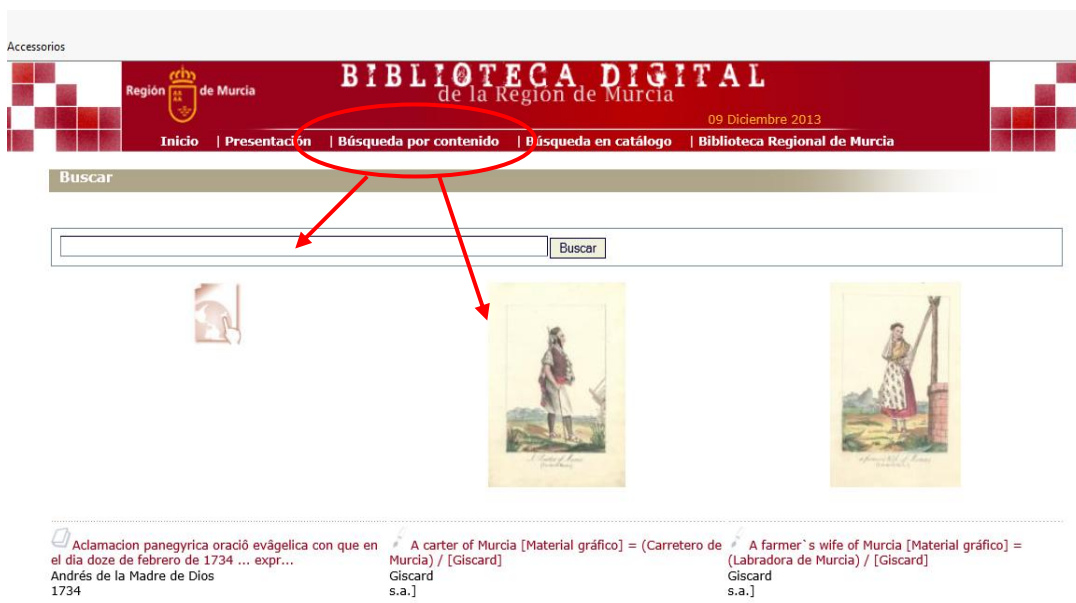 Accessorios
Región de Murcia
BIBLIOTECA DIGITAL
de la Región de Murcia
09 Diciembre 2013
Inicio | Presentación | Búsqueda por contenido | Búsqueda en catálogo | Biblioteca Regional de Murcia
Buscar
Buscar
Aclamacion panegyrica oraciô evâgelica con que en
el dia doze de febrero de 1734 ... expr...
Andrés de la Madre de Dios
1734
A carter of Murcia [Material gráfico] = (Carretero de
Murcia) / [Giscard]
Giscard
s.a.]
A farmer`s wife of Murcia [Material gráfico] =
(Labradora de Murcia) / [Giscard]
Giscard
s.a.]